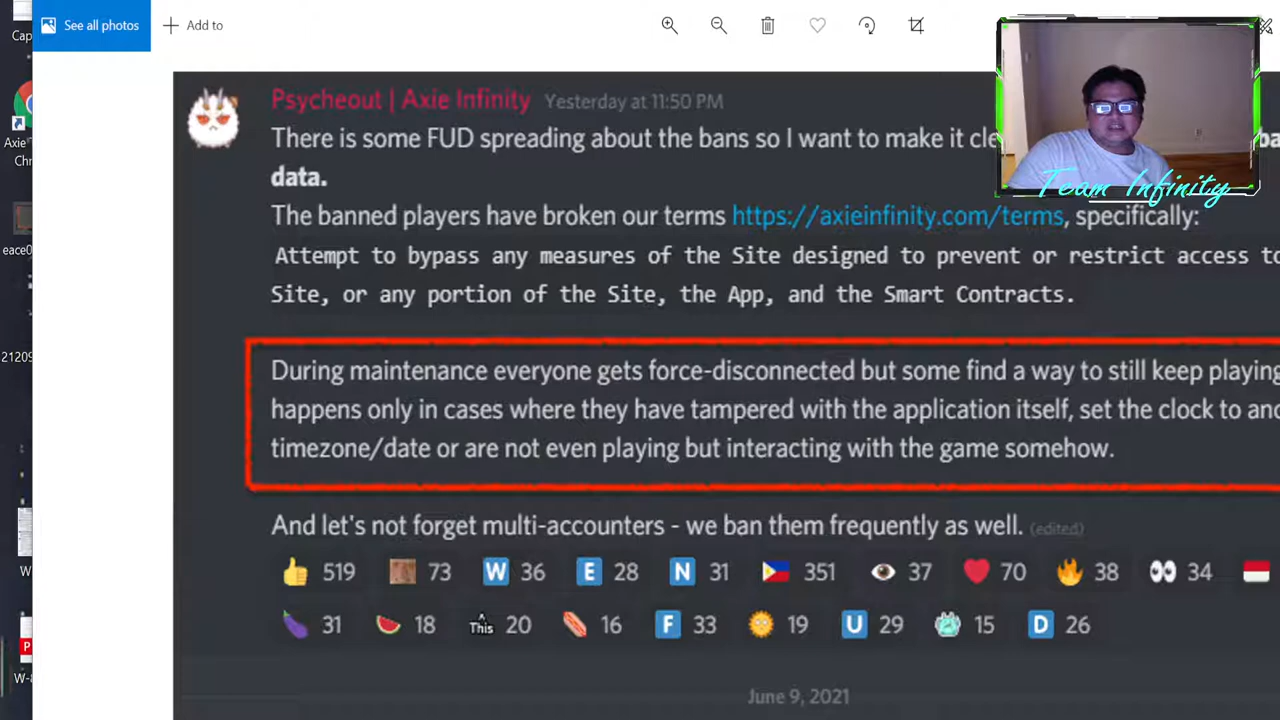 Cap
See all photos
Add to
Psycheout | Axie Infinity Yesterday at 11:50 PM
There is some FUD spreading about the bans so I want to make it cle
data.
The banned players have broken our terms https://axieinfinity.com/terms, specifically:
Attempt to bypass any measures of the Site designed to prevent or restrict access to
Site, or any portion of the Site, the App, and the Smart Contracts.
During maintenance everyone gets force-disconnected but some find a way to still keep playing
happens only in cases where they have tampered with the application itself, set the clock to
timezone/date or are not even playing but interacting with the game somehow.
And let's not forget multi-accounters - we ban them frequently as well. (edited)
519 73 W 36 E 28 N 31 351 37 70 38 34
31 18 This 20 16 F 33 19 U 29 15 D 26
June 9, 2021
Team Infinity
Axie
Chr
eace0
21209
W
W-8